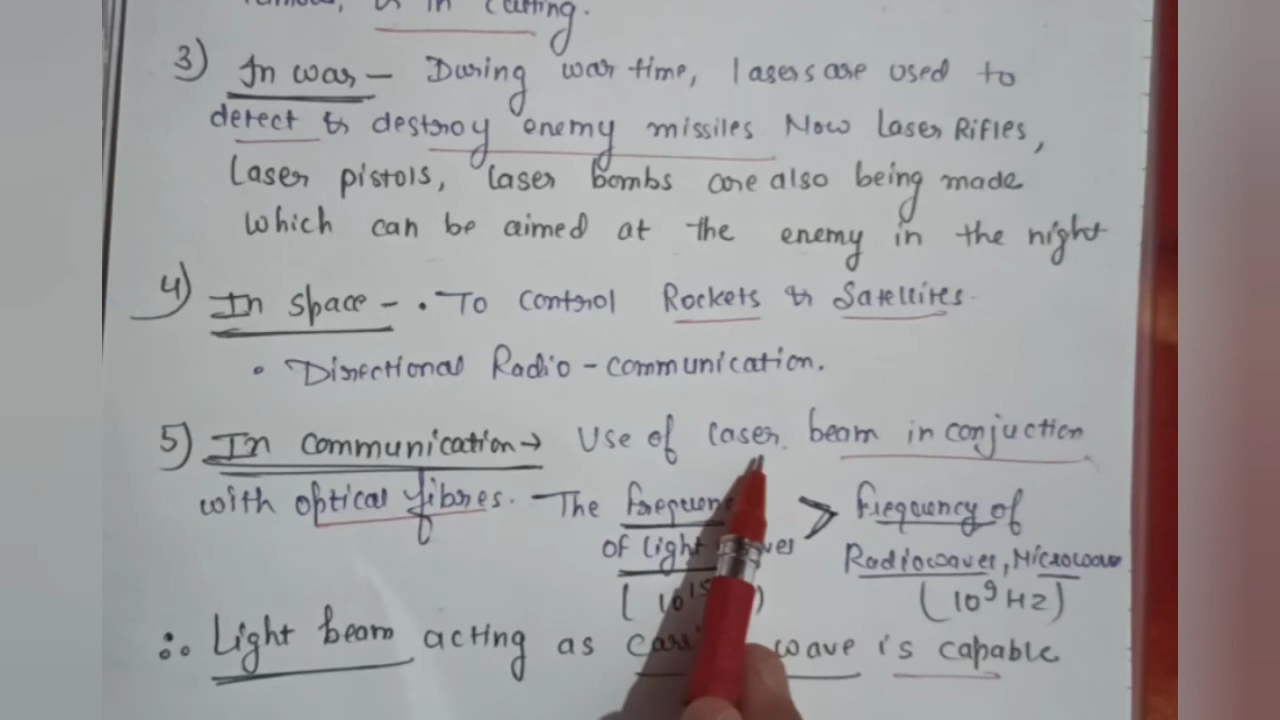 in cutting.
3) In war - During war time, lasers are used to
detect & destroy enemy missiles Now Laser Rifles,
Laser pistols, laser bombs are also being made
which can be aimed at the enemy in the night
4) In space - • To control Rockets & Satellites.
• Directional Radio-communication.
5) In communication → Use of laser beam in conjuction
with optical fibres. - The > frequency of
of light Radiowaves, Microwave
(10¹⁵ ) (10⁹ Hz)
∴ Light beam acting as wave is capable